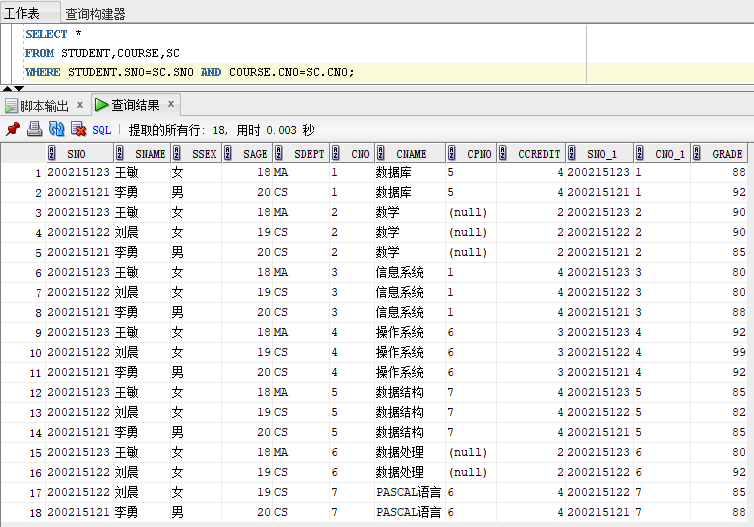 工作表 查询构建器
SELECT *
FROM STUDENT,COURSE,SC
WHERE STUDENT.SNO=SC.SNO AND COURSE.CNO=SC.CNO;
脚本输出 × 查询结果 ×
SQL | 提取的所有行: 18, 用时 0.003 秒
SNO SNAME SSEX SAGE SDEPT CNO CNAME CPNO CCREDIT SNO_1 CNO_1 GRADE
1 200215123 王敏 女 18 MA 1 数据库 5 4 200215123 1 88
2 200215121 李勇 男 20 CS 1 数据库 5 4 200215121 1 92
3 200215123 王敏 女 18 MA 2 数学 (null) 2 200215123 2 90
4 200215122 刘晨 女 19 CS 2 数学 (null) 2 200215122 2 90
5 200215121 李勇 男 20 CS 2 数学 (null) 2 200215121 2 85
6 200215123 王敏 女 18 MA 3 信息系统 1 4 200215123 3 80
7 200215122 刘晨 女 19 CS 3 信息系统 1 4 200215122 3 80
8 200215121 李勇 男 20 CS 3 信息系统 1 4 200215121 3 88
9 200215123 王敏 女 18 MA 4 操作系统 6 3 200215123 4 92
10 200215122 刘晨 女 19 CS 4 操作系统 6 3 200215122 4 99
11 200215121 李勇 男 20 CS 4 操作系统 6 3 200215121 4 92
12 200215123 王敏 女 18 MA 5 数据结构 7 4 200215123 5 85
13 200215122 刘晨 女 19 CS 5 数据结构 7 4 200215122 5 82
14 200215121 李勇 男 20 CS 5 数据结构 7 4 200215121 5 85
15 200215123 王敏 女 18 MA 6 数据处理 (null) 2 200215123 6 80
16 200215122 刘晨 女 19 CS 6 数据处理 (null) 2 200215122 6 92
17 200215122 刘晨 女 19 CS 7 PASCAL语言 6 4 200215122 7 85
18 200215121 李勇 男 20 CS 7 PASCAL语言 6 4 200215121 7 88